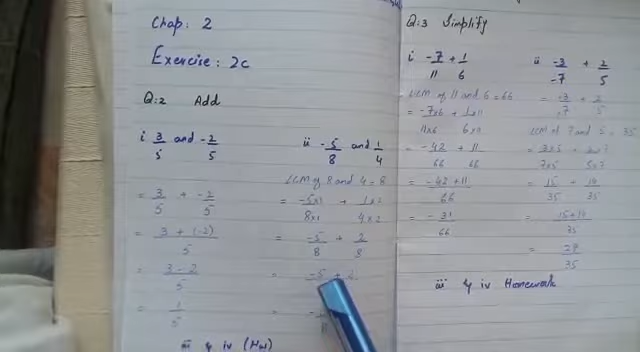 Chap: 2
Exercise: 2c
Q:2 Add
i 3/5 and -2/5
= 3/5 + -2/5
= 3 + (-2)/5
= 3 - 2/5
= 1/5
ii -5/8 and 1/4
LCM of 8 and 4 = 8
= -5x1/8x1 + 1x2/4x2
= -5/8 + 2/8
= -5 + 2
= -
iii & iv (HW)
Q:3 Simplify
i -7/11 + 1/6
LCM of 11 and 6 = 66
= -7x6/11x6 + 1x11/6x11
= -42/66 + 11/66
= -42+11/66
= -31/66
ii -3/-7 + 2/5
= 3/7 + 2/5
LCM of 7 and 5 = 35
= 3x5/7x5 + 2x7/5x7
= 15/35 + 14/35
= 15+14/35
= 29/35
iii & iv Homework